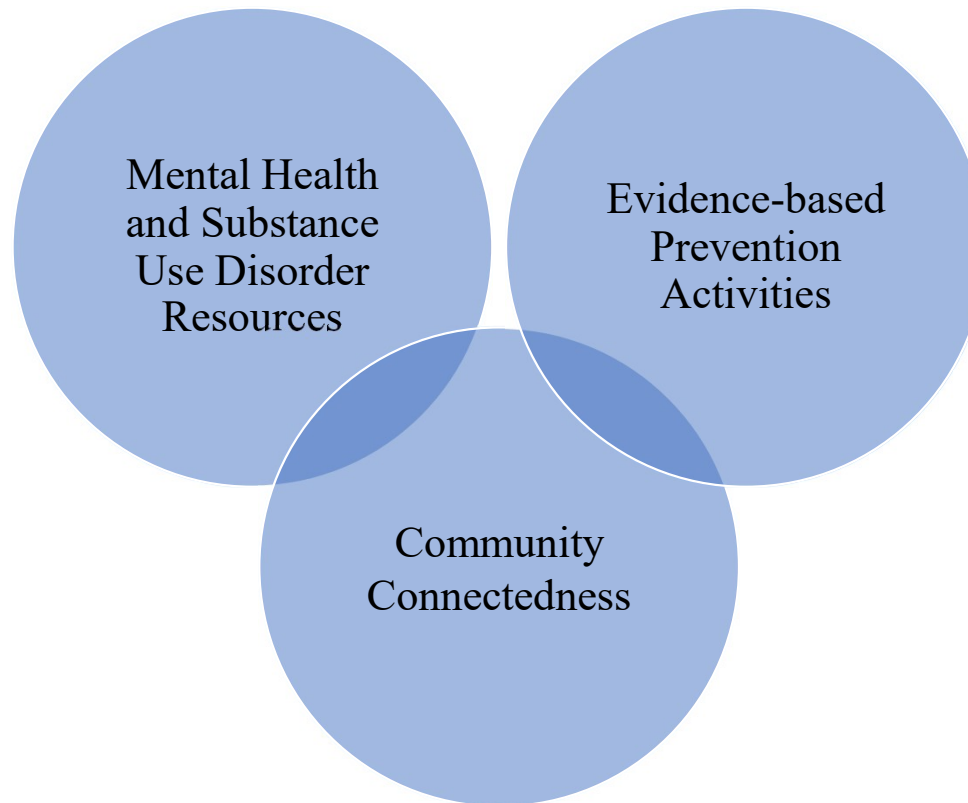 Mental Health
and Substance
Use Disorder
Resources
Evidence-based
Prevention
Activities
Community
Connectedness